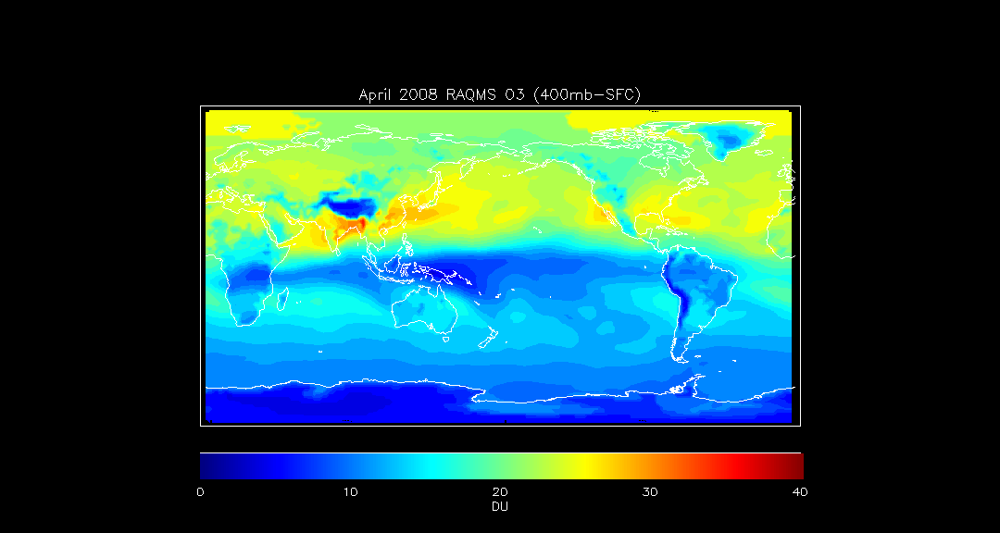 April 2008 RAQMS O3 (400mb-SFC)
0 10 20 30 40
DU